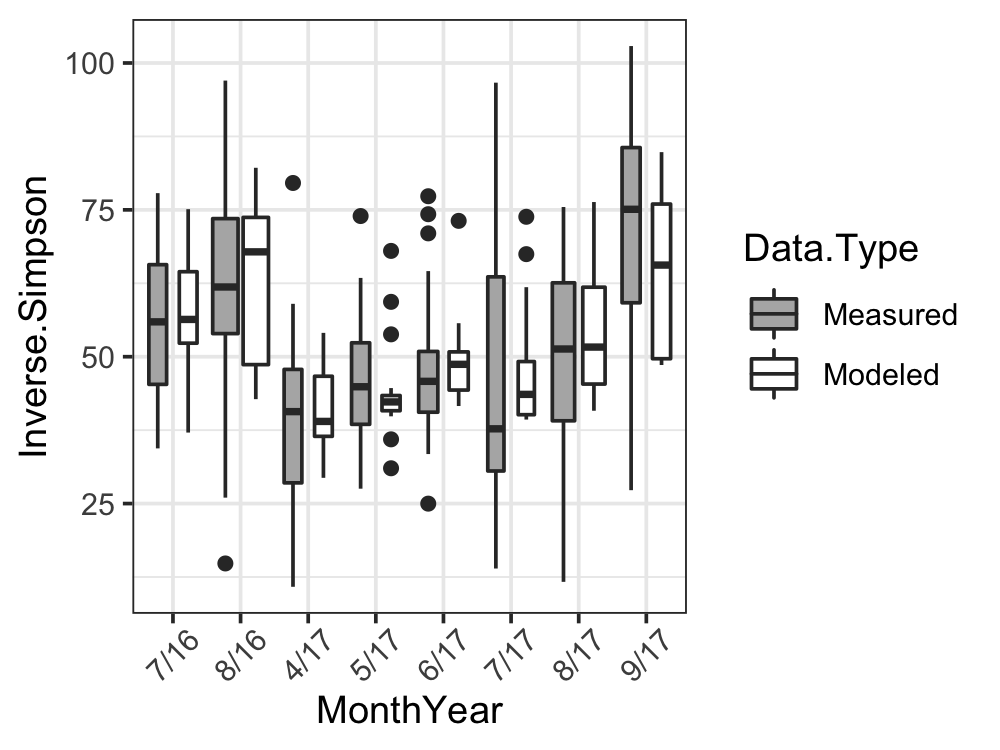 100
75
50
25
Inverse.Simpson
7/16
8/16
4/17
5/17
6/17
7/17
8/17
9/17
MonthYear
Data.Type
Measured
Modeled